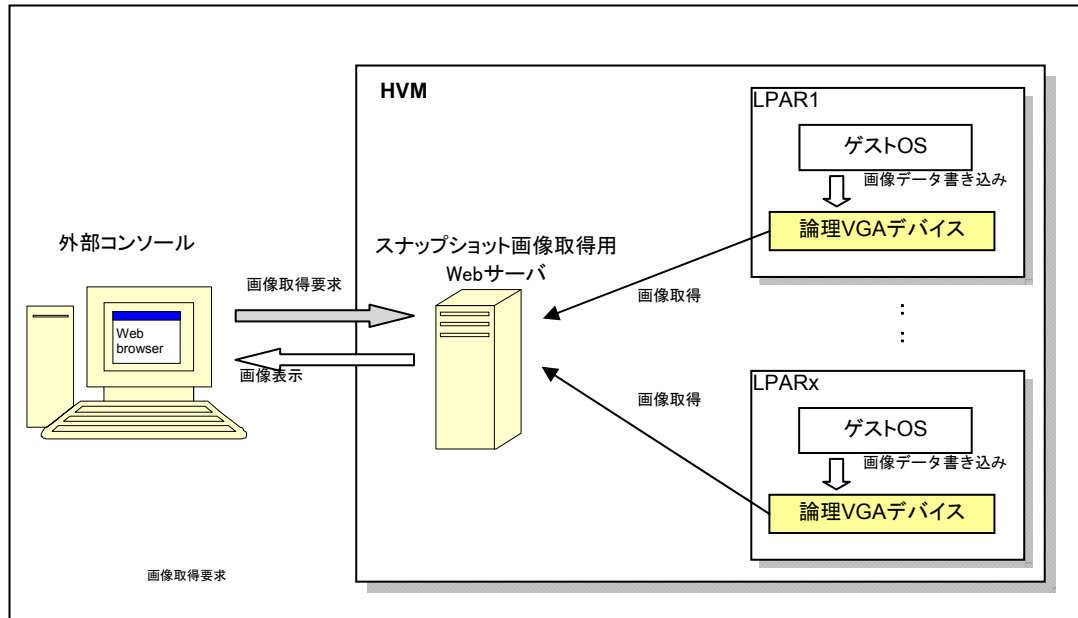 HVM
LPAR1
ゲストOS
画像データ書き込み
論理VGAデバイス
外部コンソール
スナップショット画像取得用
Webサーバ
画像取得要求
画像取得
Web
browser
画像表示
:
:
LPARx
画像取得
ゲストOS
画像データ書き込み
論理VGAデバイス
画像取得要求